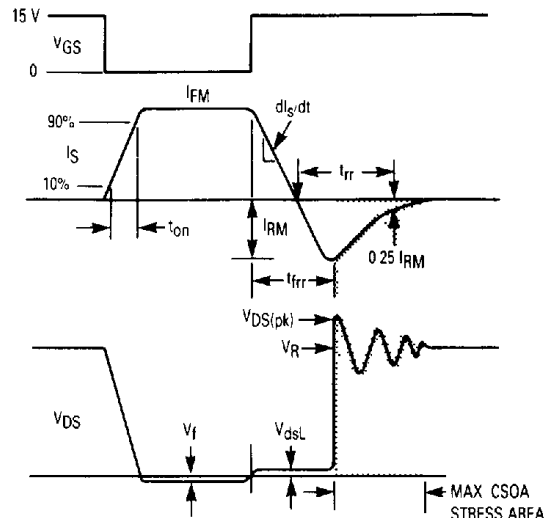 15 V
VGS
0
IFM
90%
dIs/dt
IS
trr
10%
ton
IRM
0 25 IRM
tfrr
VDS(pk)
VR
VDS
Vf
VdsL
MAX CSOA
STRESS AREA